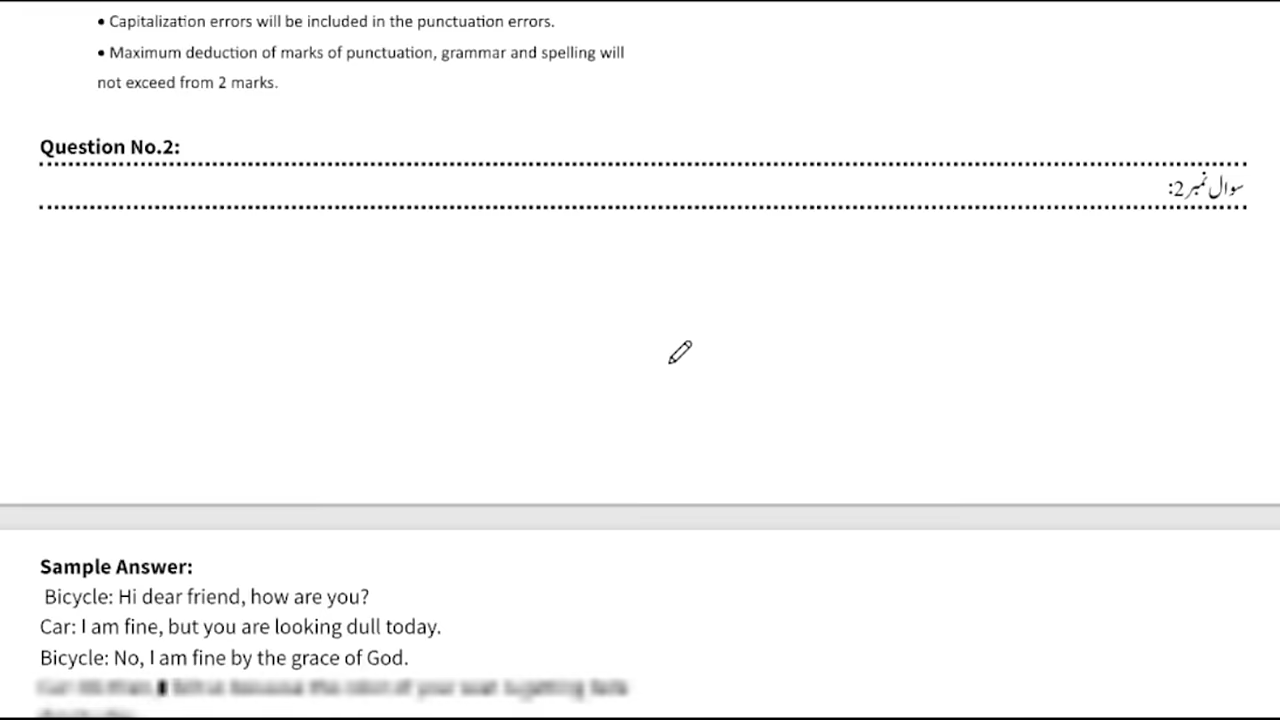 • Capitalization errors will be included in the punctuation errors.
• Maximum deduction of marks of punctuation, grammar and spelling will
not exceed from 2 marks.
Question No.2:
سوال نمبر 2:
Sample Answer:
Bicycle: Hi dear friend, how are you?
Car: I am fine, but you are looking dull today.
Bicycle: No, I am fine by the grace of God.